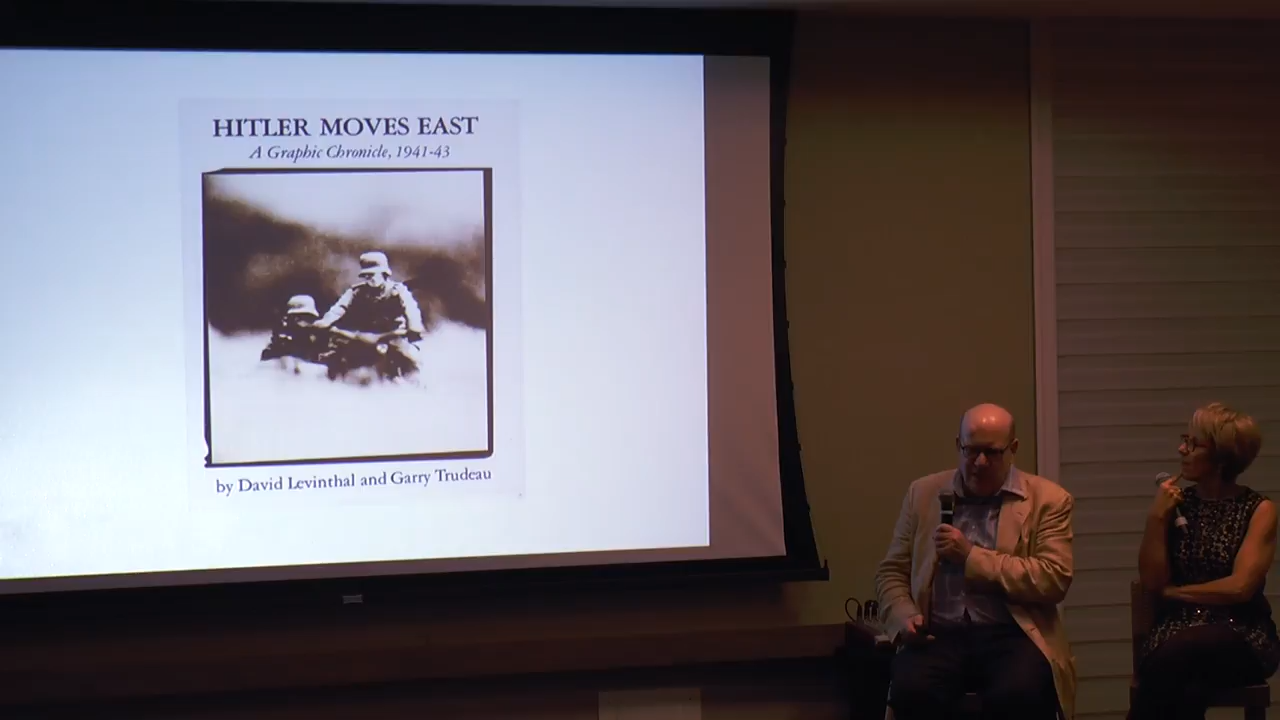 HITLER MOVES EAST
A Graphic Chronicle, 1941-43
by David Levinthal and Garry Trudeau